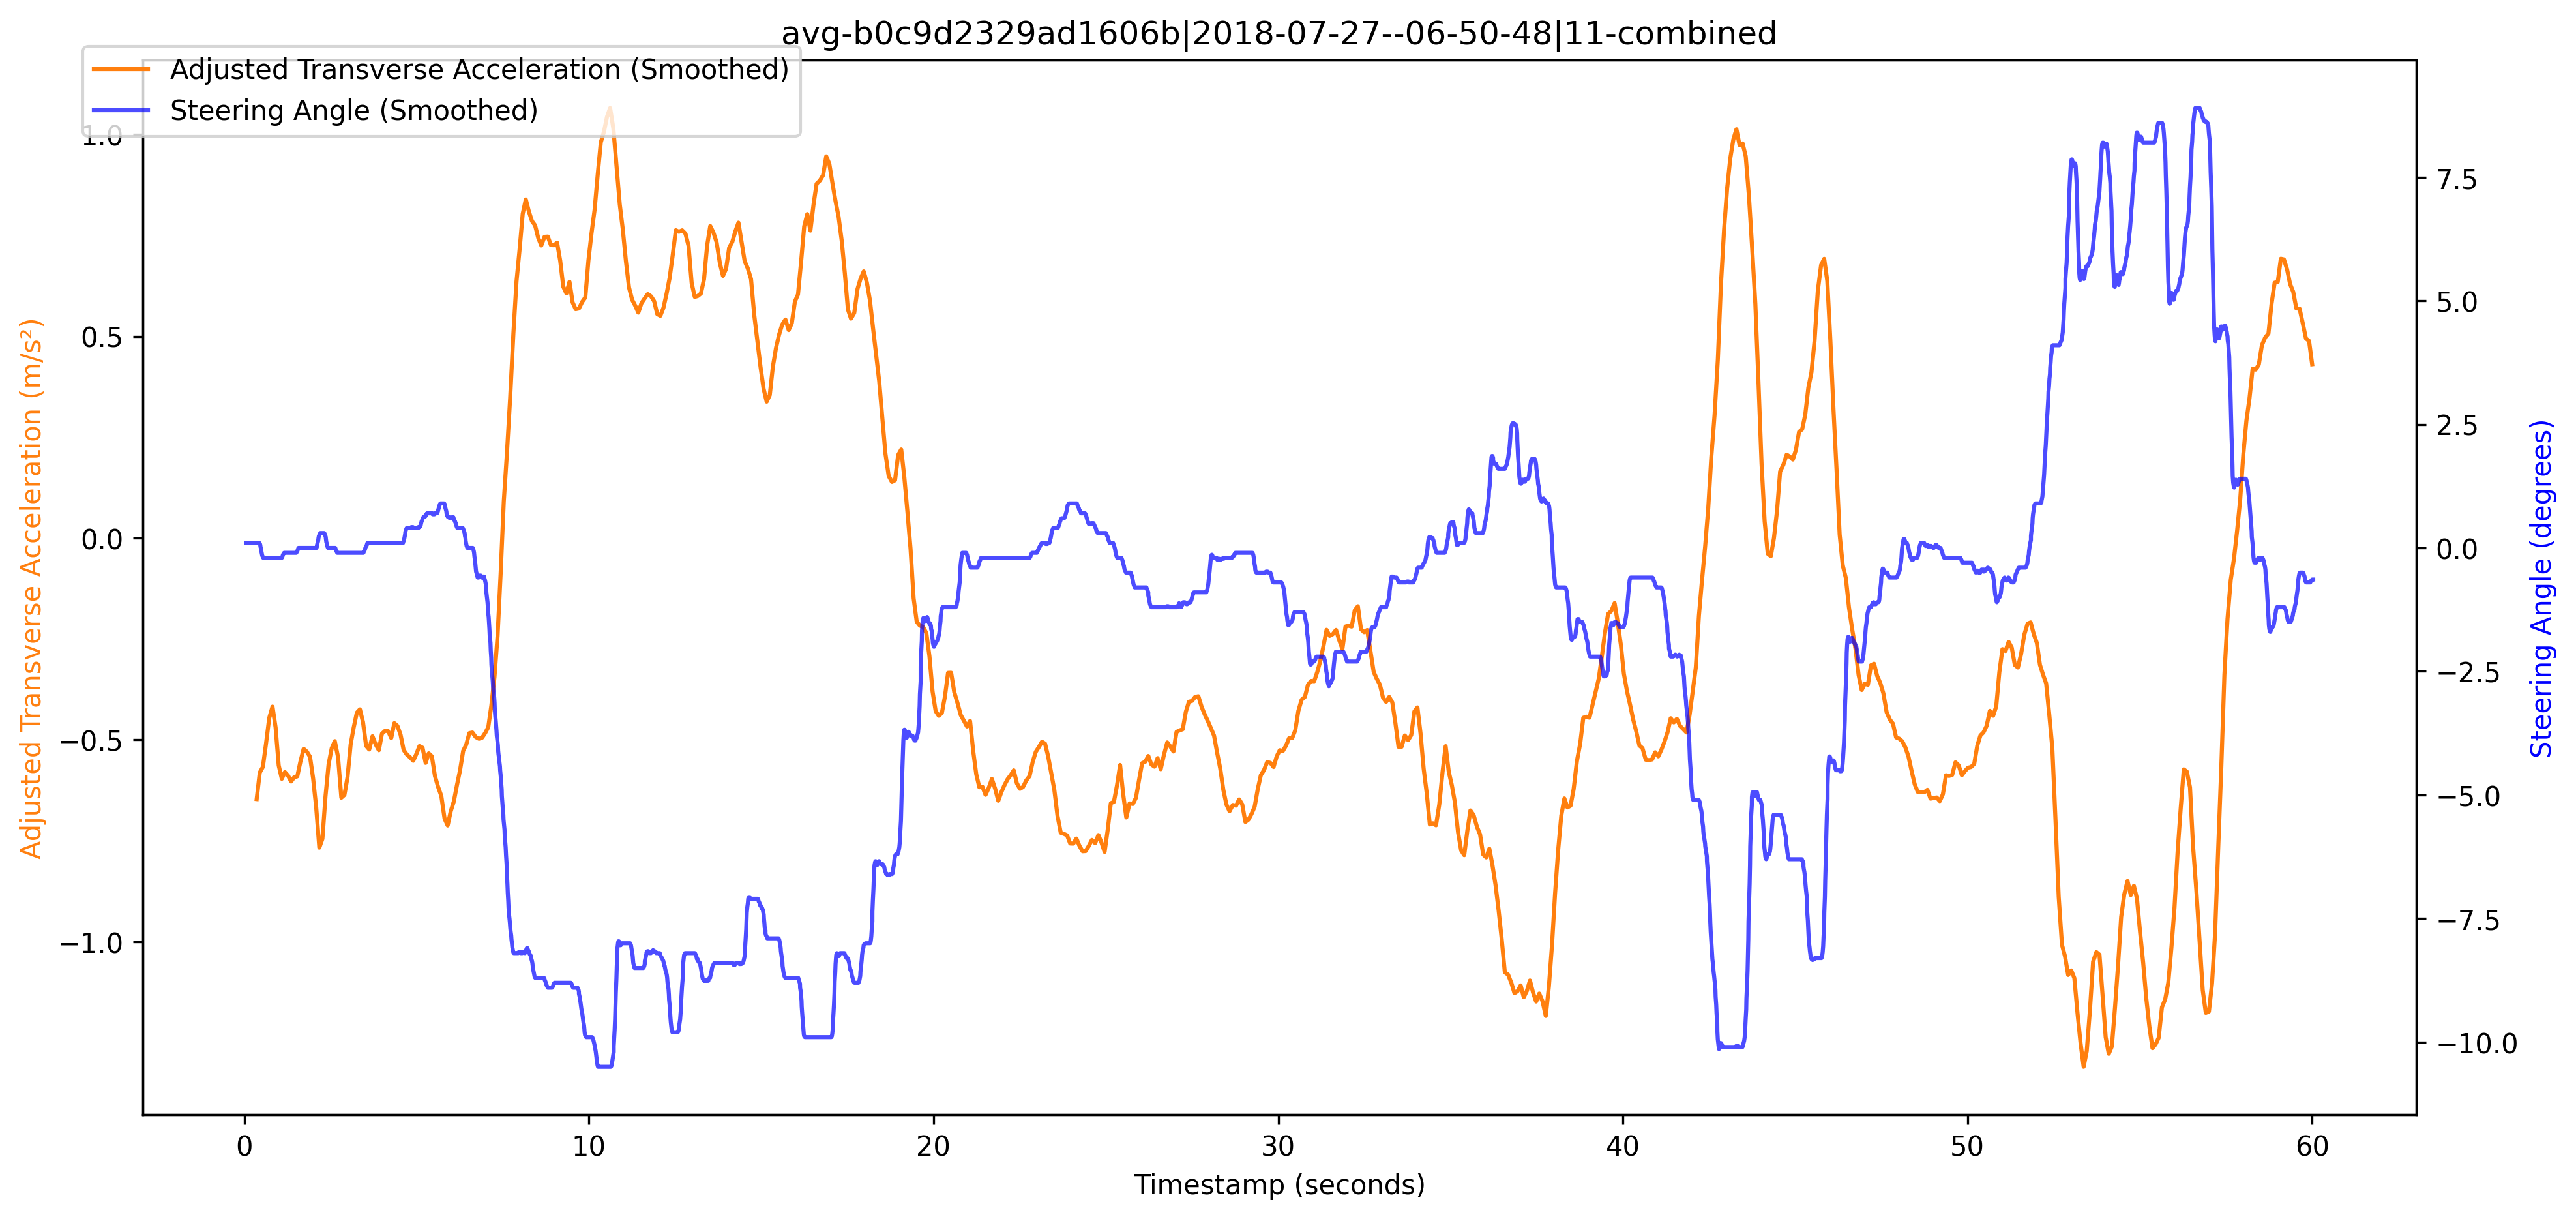 avg-b0c9d2329ad1606b|2018-07-27--06-50-48|11-combined
Adjusted Transverse Acceleration (Smoothed)
Steering Angle (Smoothed)
Adjusted Transverse Acceleration (m/s²)
1.0
0.5
0.0
−0.5
−1.0
7.5
5.0
2.5
0.0
−2.5
−5.0
−7.5
−10.0
Steering Angle (degrees)
0 10 20 30 40 50 60
Timestamp (seconds)